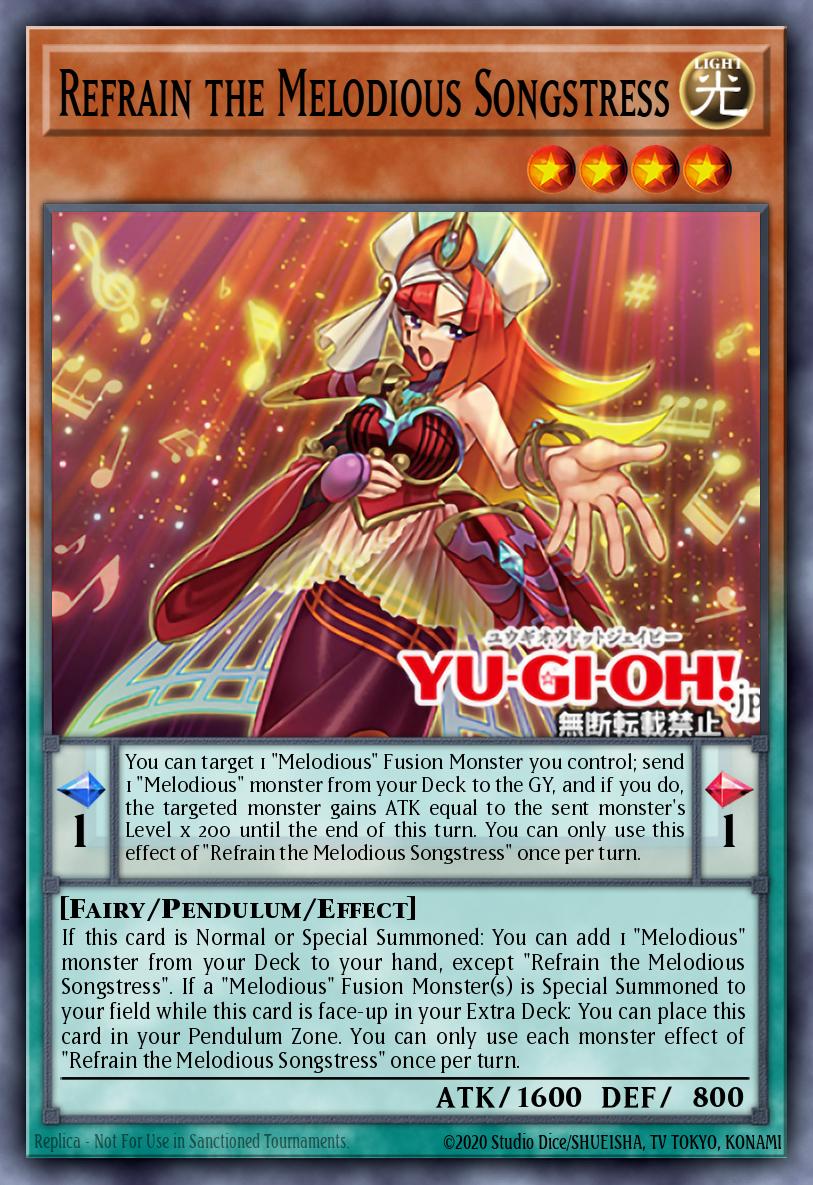 Refrain the Melodious Songstress
LIGHT
光
ユウギオウドットジェイピー
YU-GI-OH!.jp
無断転載禁止
You can target 1 "Melodious" Fusion Monster you control; send
1 "Melodious" monster from your Deck to the GY, and if you do,
the targeted monster gains ATK equal to the sent monster's
Level x 200 until the end of this turn. You can only use this
effect of "Refrain the Melodious Songstress" once per turn.
1
1
[Fairy/Pendulum/Effect]
If this card is Normal or Special Summoned: You can add 1 "Melodious"
monster from your Deck to your hand, except "Refrain the Melodious
Songstress". If a "Melodious" Fusion Monster(s) is Special Summoned to
your field while this card is face-up in your Extra Deck: You can place this
card in your Pendulum Zone. You can only use each monster effect of
"Refrain the Melodious Songstress" once per turn.
ATK/1600 DEF/ 800
Replica - Not For Use in Sanctioned Tournaments.
©2020 Studio Dice/SHUEISHA, TV TOKYO, KONAMI